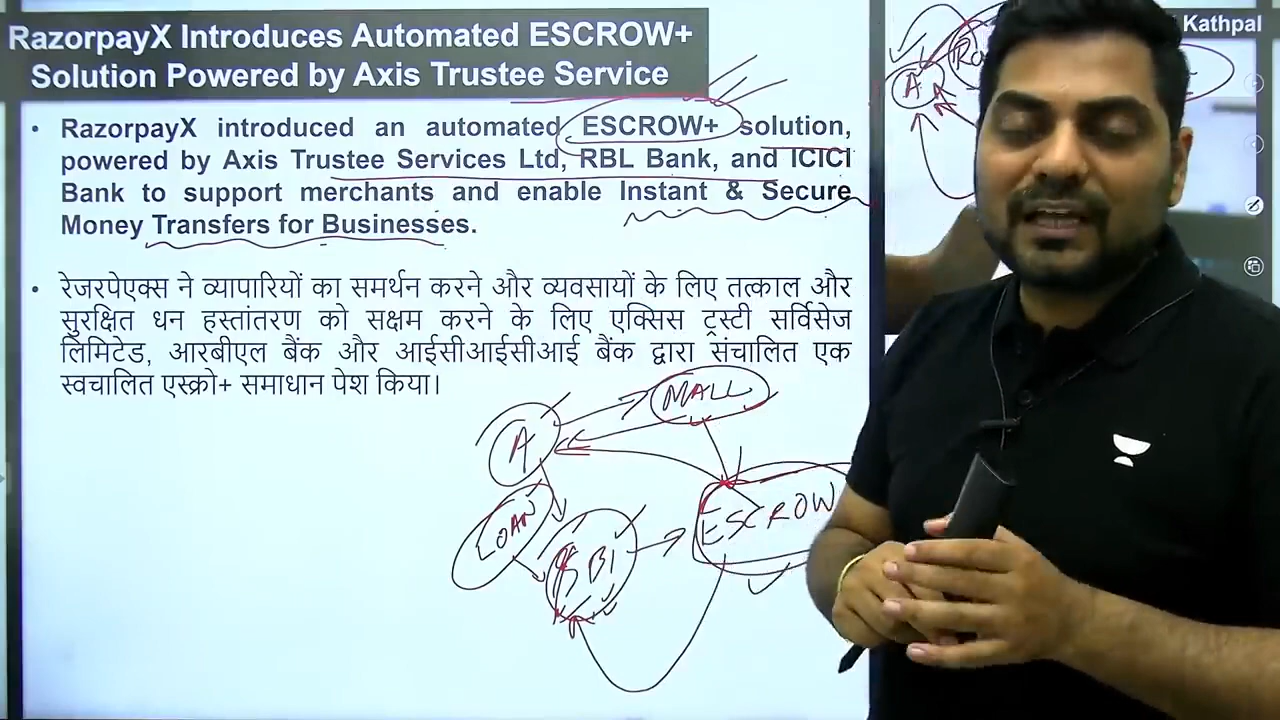 RazorpayX Introduces Automated ESCROW+
Solution Powered by Axis Trustee Service
Kathpal
• RazorpayX introduced an automated ESCROW+ solution,
powered by Axis Trustee Services Ltd, RBL Bank, and ICICI
Bank to support merchants and enable Instant & Secure
Money Transfers for Businesses.
• रेजरपेएक्स ने व्यापारियों का समर्थन करने और व्यवसायों के लिए तत्काल और
सुरक्षित धन हस्तांतरण को सक्षम करने के लिए एक्सिस ट्रस्टी सर्विसेज
लिमिटेड, आरबीएल बैंक और आईसीआईसीआई बैंक द्वारा संचालित एक
स्वचालित एस्क्रो+ समाधान पेश किया।
A
MALL
A
LOAN
ESCROW